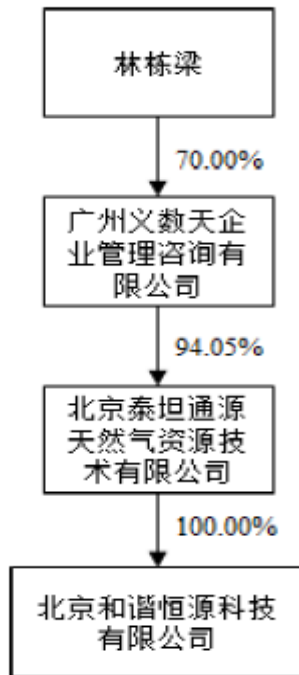 林栋梁
70.00%
广州义数天企
业管理咨询有
限公司
94.05%
北京泰坦通源
天然气资源技
术有限公司
100.00%
北京和谐恒源科技
有限公司